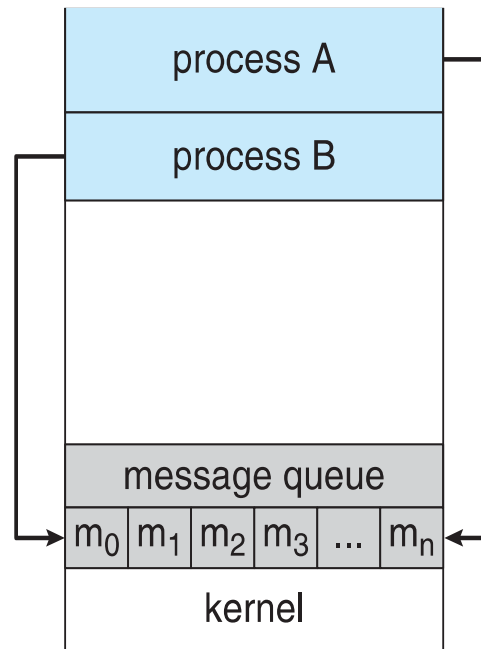 process A
process B
message queue
m₀ m₁ m₂ m₃ ... mₙ
kernel